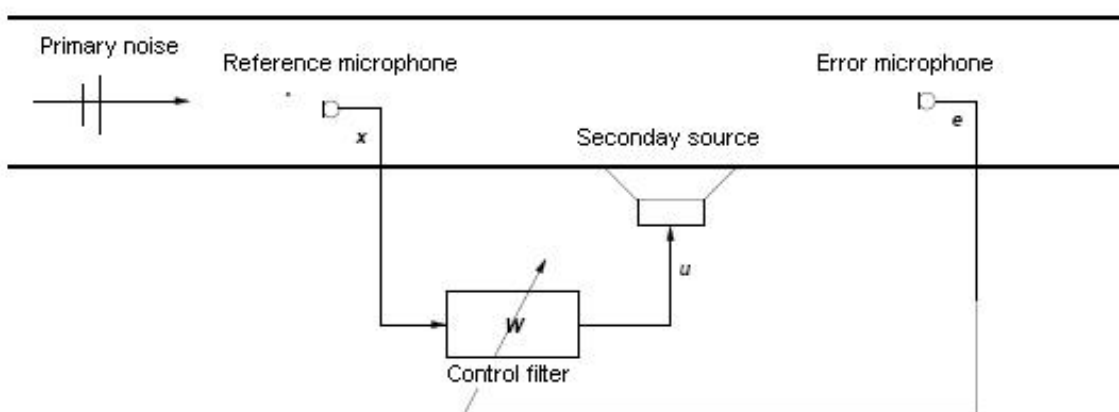 Primary noise
Reference microphone
Error microphone
x
e
Seconday source
u
W
Control filter